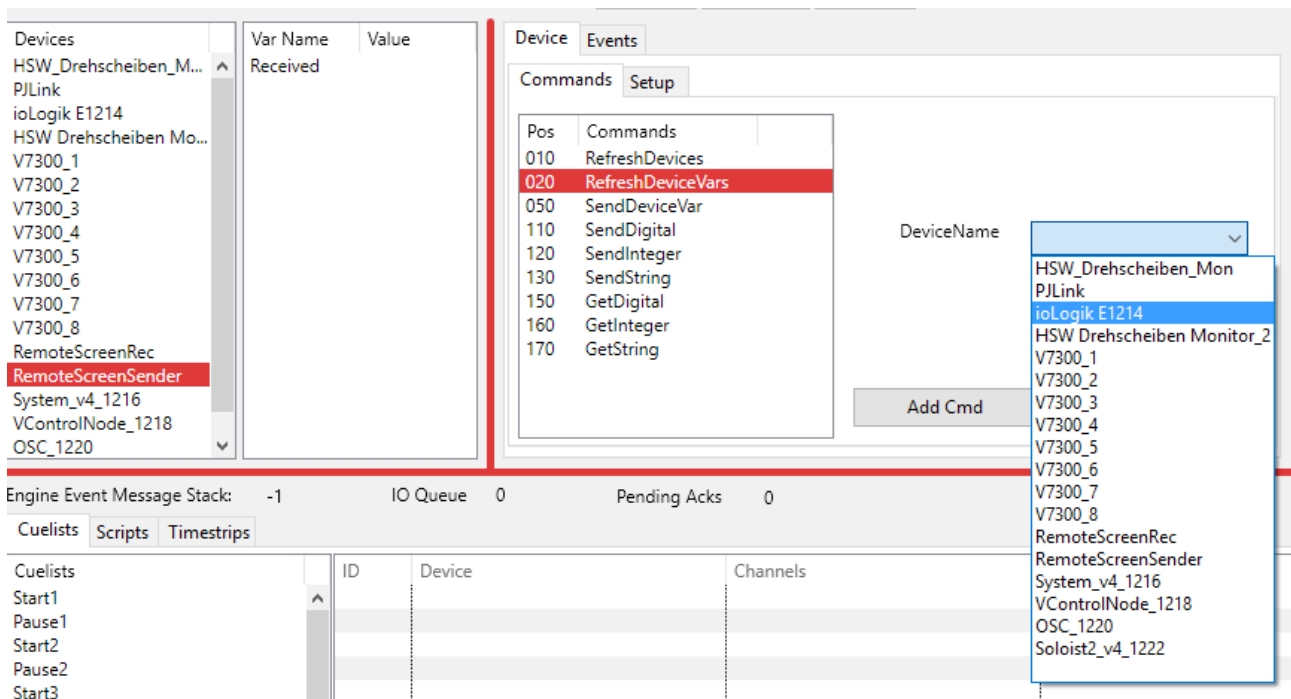 Devices
HSW_Drehscheiben_M...
PJLink
ioLogik E1214
HSW Drehscheiben Mo...
V7300_1
V7300_2
V7300_3
V7300_4
V7300_5
V7300_6
V7300_7
V7300_8
RemoteScreenRec
RemoteScreenSender
System_v4_1216
VControlNode_1218
OSC_1220
Var Name Value
Received
Device Events
Commands Setup
Pos Commands
010 RefreshDevices
020 RefreshDeviceVars
050 SendDeviceVar
110 SendDigital
120 SendInteger
130 SendString
150 GetDigital
160 GetInteger
170 GetString
DeviceName
Add Cmd
HSW_Drehscheiben_Mon
PJLink
ioLogik E1214
HSW Drehscheiben Monitor_2
V7300_1
V7300_2
V7300_3
V7300_4
V7300_5
V7300_6
V7300_7
V7300_8
RemoteScreenRec
RemoteScreenSender
System_v4_1216
VControlNode_1218
OSC_1220
Soloist2_v4_1222
Engine Event Message Stack: -1 IO Queue 0 Pending Acks 0
Cuelists Scripts Timestrips
Cuelists
Start1
Pause1
Start2
Pause2
Start3
ID Device Channels